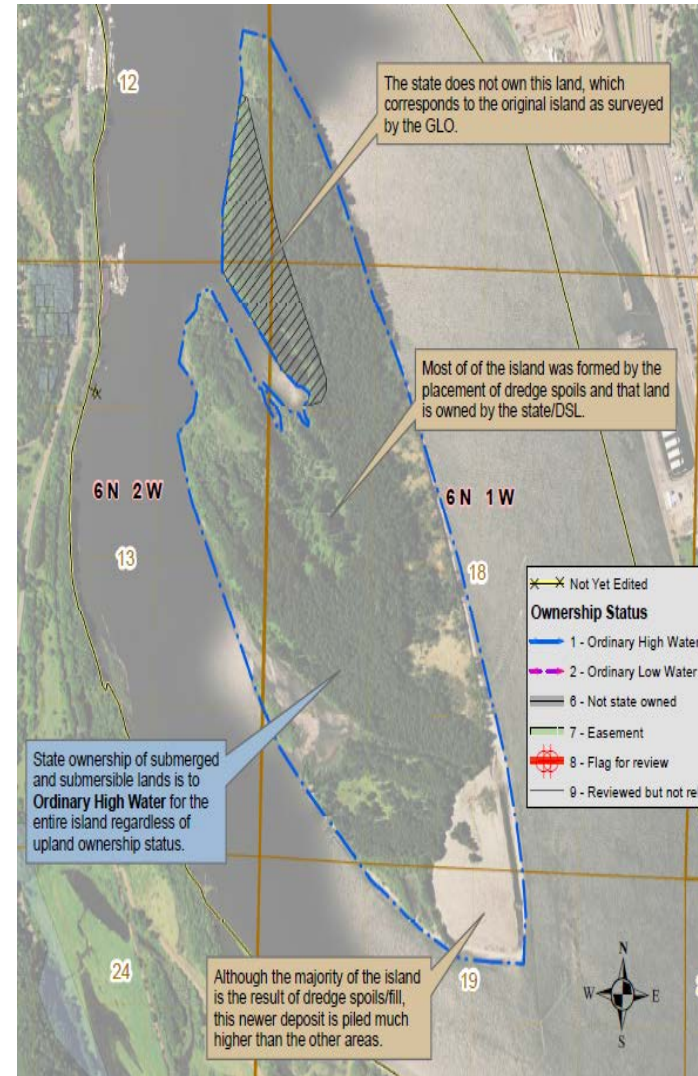 12
The state does not own this land, which
corresponds to the original island as surveyed
by the GLO.
Most of of the island was formed by the
placement of dredge spoils and that land
is owned by the state/DSL.
6 N 2 W
6 N 1 W
13
18
Not Yet Edited
Ownership Status
1 - Ordinary High Water
2 - Ordinary Low Water
6 - Not state owned
7 - Easement
8 - Flag for review
9 - Reviewed but not re
State ownership of submerged
and submersible lands is to
Ordinary High Water for the
entire island regardless of
upland ownership status.
24
19
Although the majority of the island
is the result of dredge spoils/fill,
this newer deposit is piled much
higher than the other areas.
N
W E
S